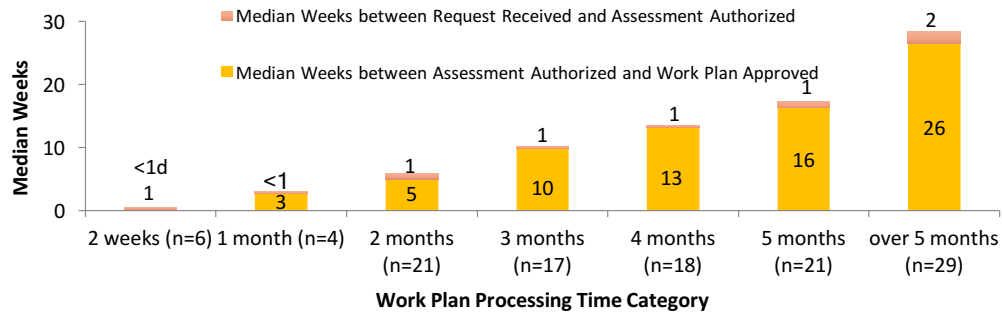 Median Weeks between Request Received and Assessment Authorized
Median Weeks between Assessment Authorized and Work Plan Approved
Median Weeks
30
20
10
0
<1d
1
<1
3
1
5
1
10
1
13
1
16
2
26
2 weeks (n=6)
1 month (n=4)
2 months
(n=21)
3 months
(n=17)
4 months
(n=18)
5 months
(n=21)
over 5 months
(n=29)
Work Plan Processing Time Category